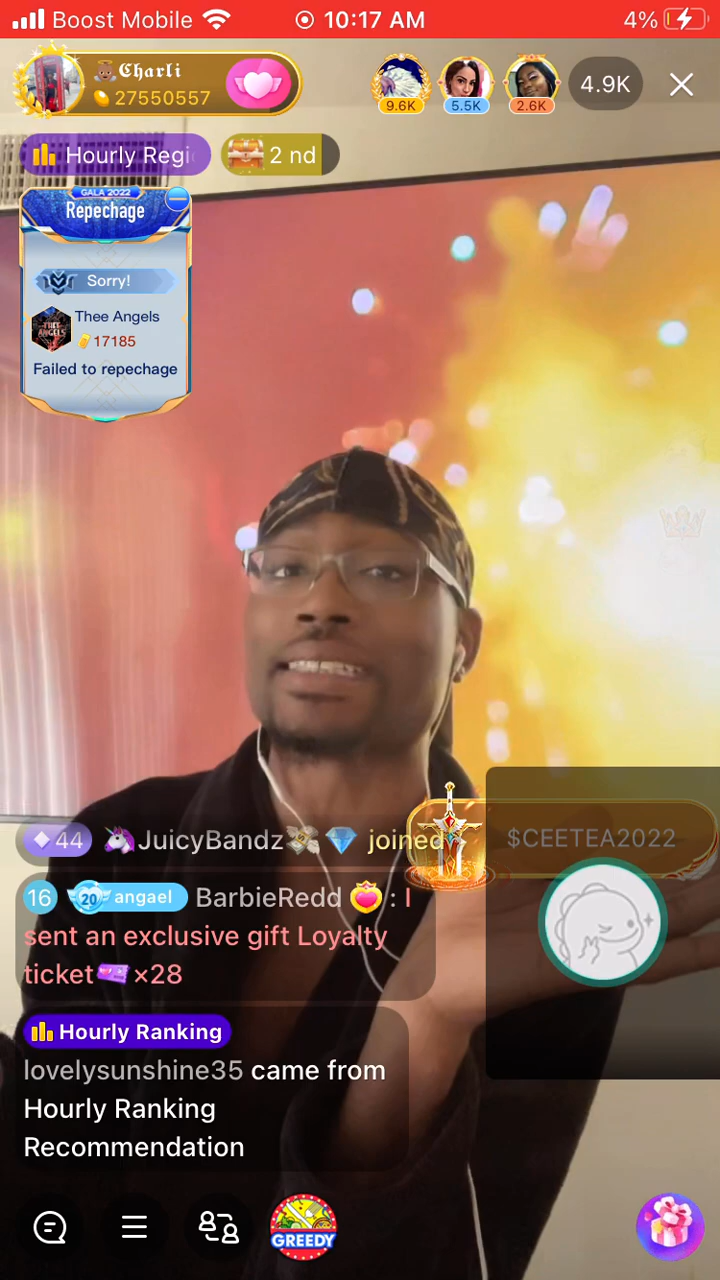 Boost Mobile
10:17 AM
4%
Charli
27550557
9.6K
5.5K
2.6K
4.9K
Hourly Regi
2 nd
GALA 2022
Repechage
Sorry!
THEE ANGELS
Thee Angels
17185
Failed to repechage
44 JuicyBandz joined
$CEETEA2022
16 20 angael BarbieRedd : I
sent an exclusive gift Loyalty
ticket ×28
Hourly Ranking
lovelysunshine35 came from
Hourly Ranking
Recommendation
GREEDY